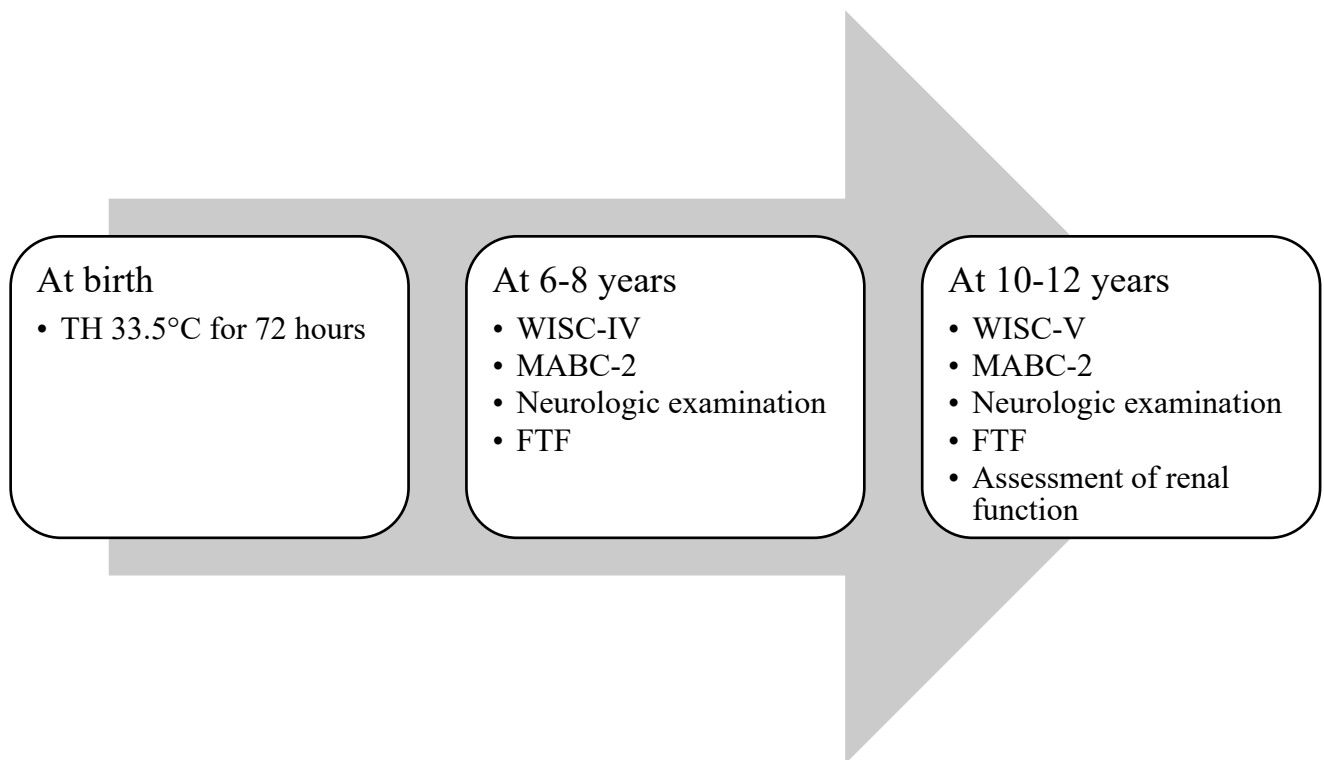 At birth
• TH 33.5°C for 72 hours
At 6-8 years
• WISC-IV
• MABC-2
• Neurologic examination
• FTF
At 10-12 years
• WISC-V
• MABC-2
• Neurologic examination
• FTF
• Assessment of renal
function